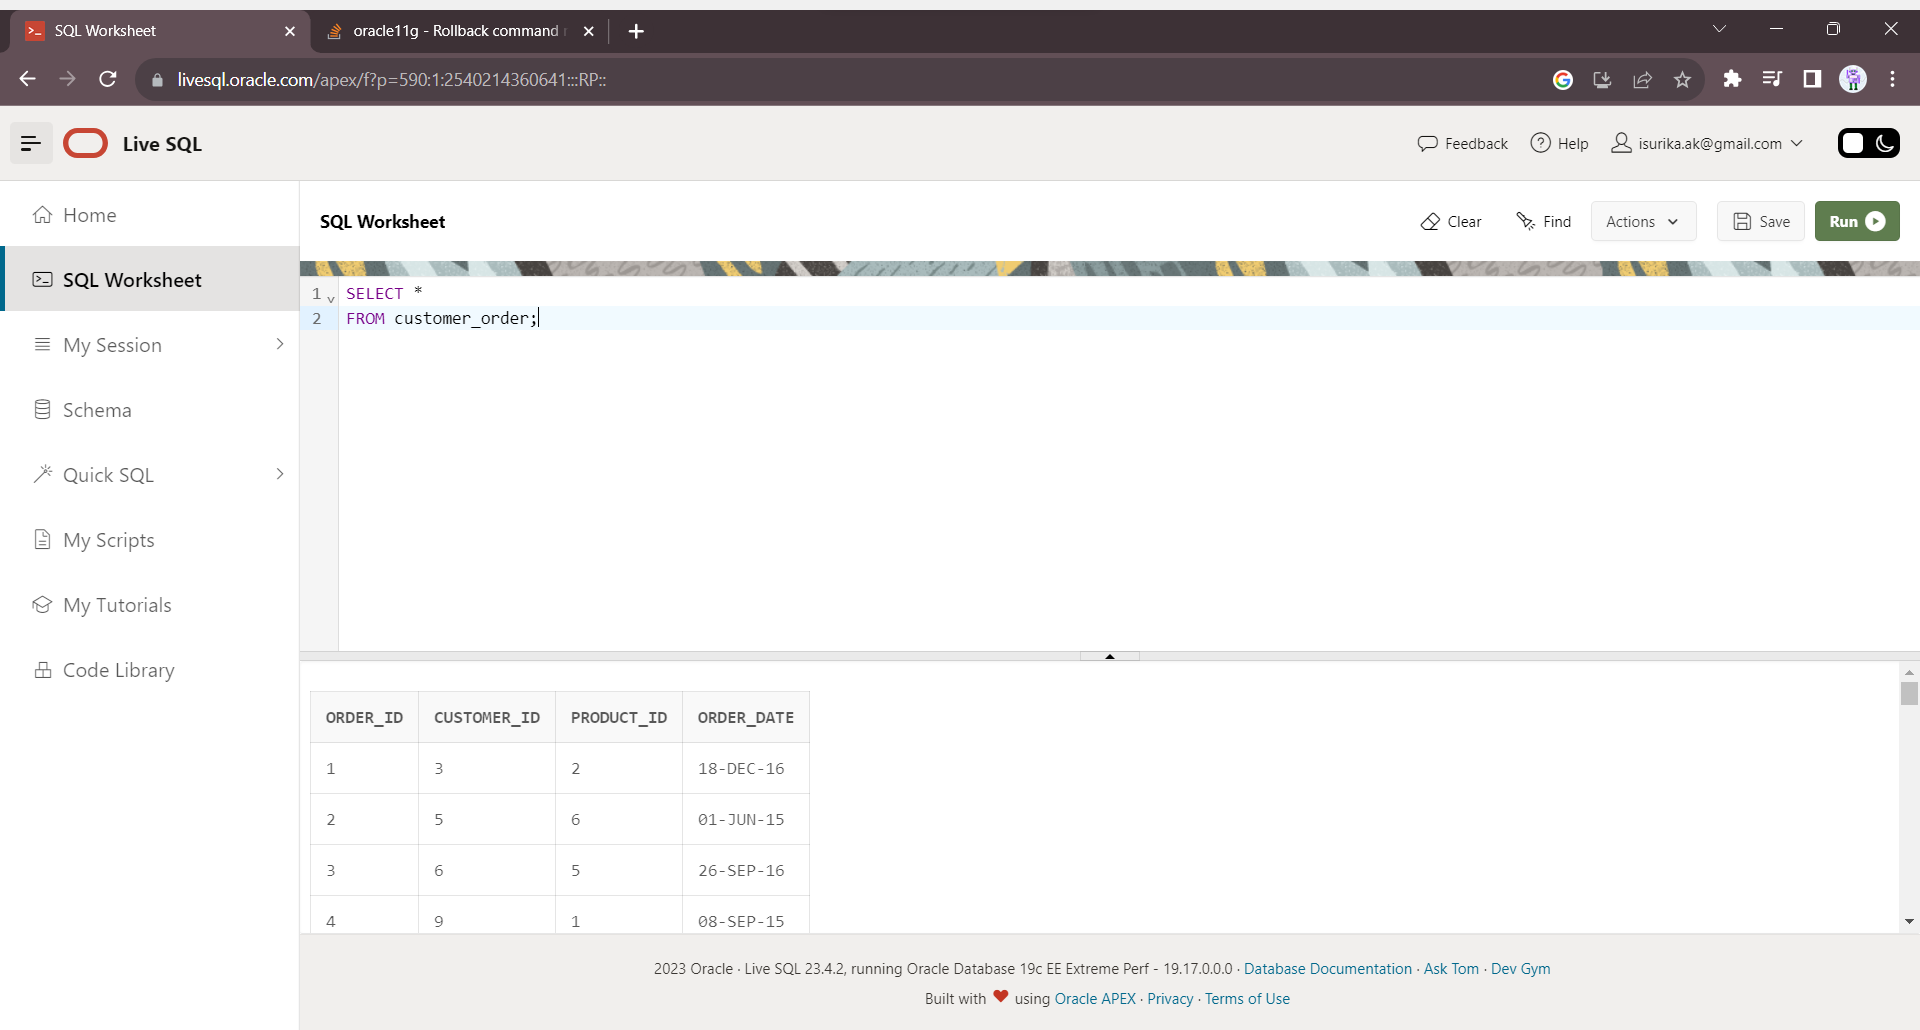 SQL Worksheet
oracle11g - Rollback command
livesql.oracle.com/apex/f?p=590:1:2540214360641:::RP::
Live SQL
Feedback
Help
isurika.ak@gmail.com
Home
SQL Worksheet
My Session
Schema
Quick SQL
My Scripts
My Tutorials
Code Library
SQL Worksheet
Clear
Find
Actions
Save
Run
1 SELECT *
2 FROM customer_order;
ORDER_ID CUSTOMER_ID PRODUCT_ID ORDER_DATE
1 3 2 18-DEC-16
2 5 6 01-JUN-15
3 6 5 26-SEP-16
4 9 1 08-SEP-15
2023 Oracle · Live SQL 23.4.2, running Oracle Database 19c EE Extreme Perf - 19.17.0.0.0 · Database Documentation · Ask Tom · Dev Gym
Built with ❤ using Oracle APEX · Privacy · Terms of Use